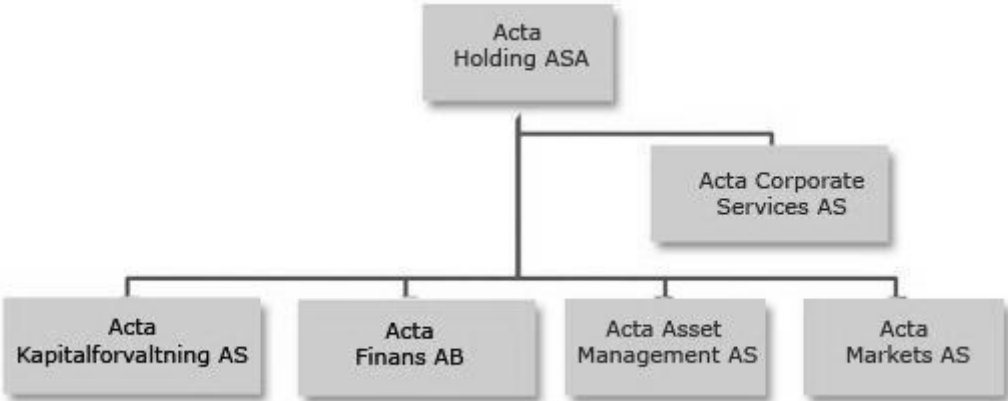 Acta
Holding ASA
Acta Corporate
Services AS
Acta
Kapitalforvaltning AS
Acta
Finans AB
Acta Asset
Management AS
Acta
Markets AS